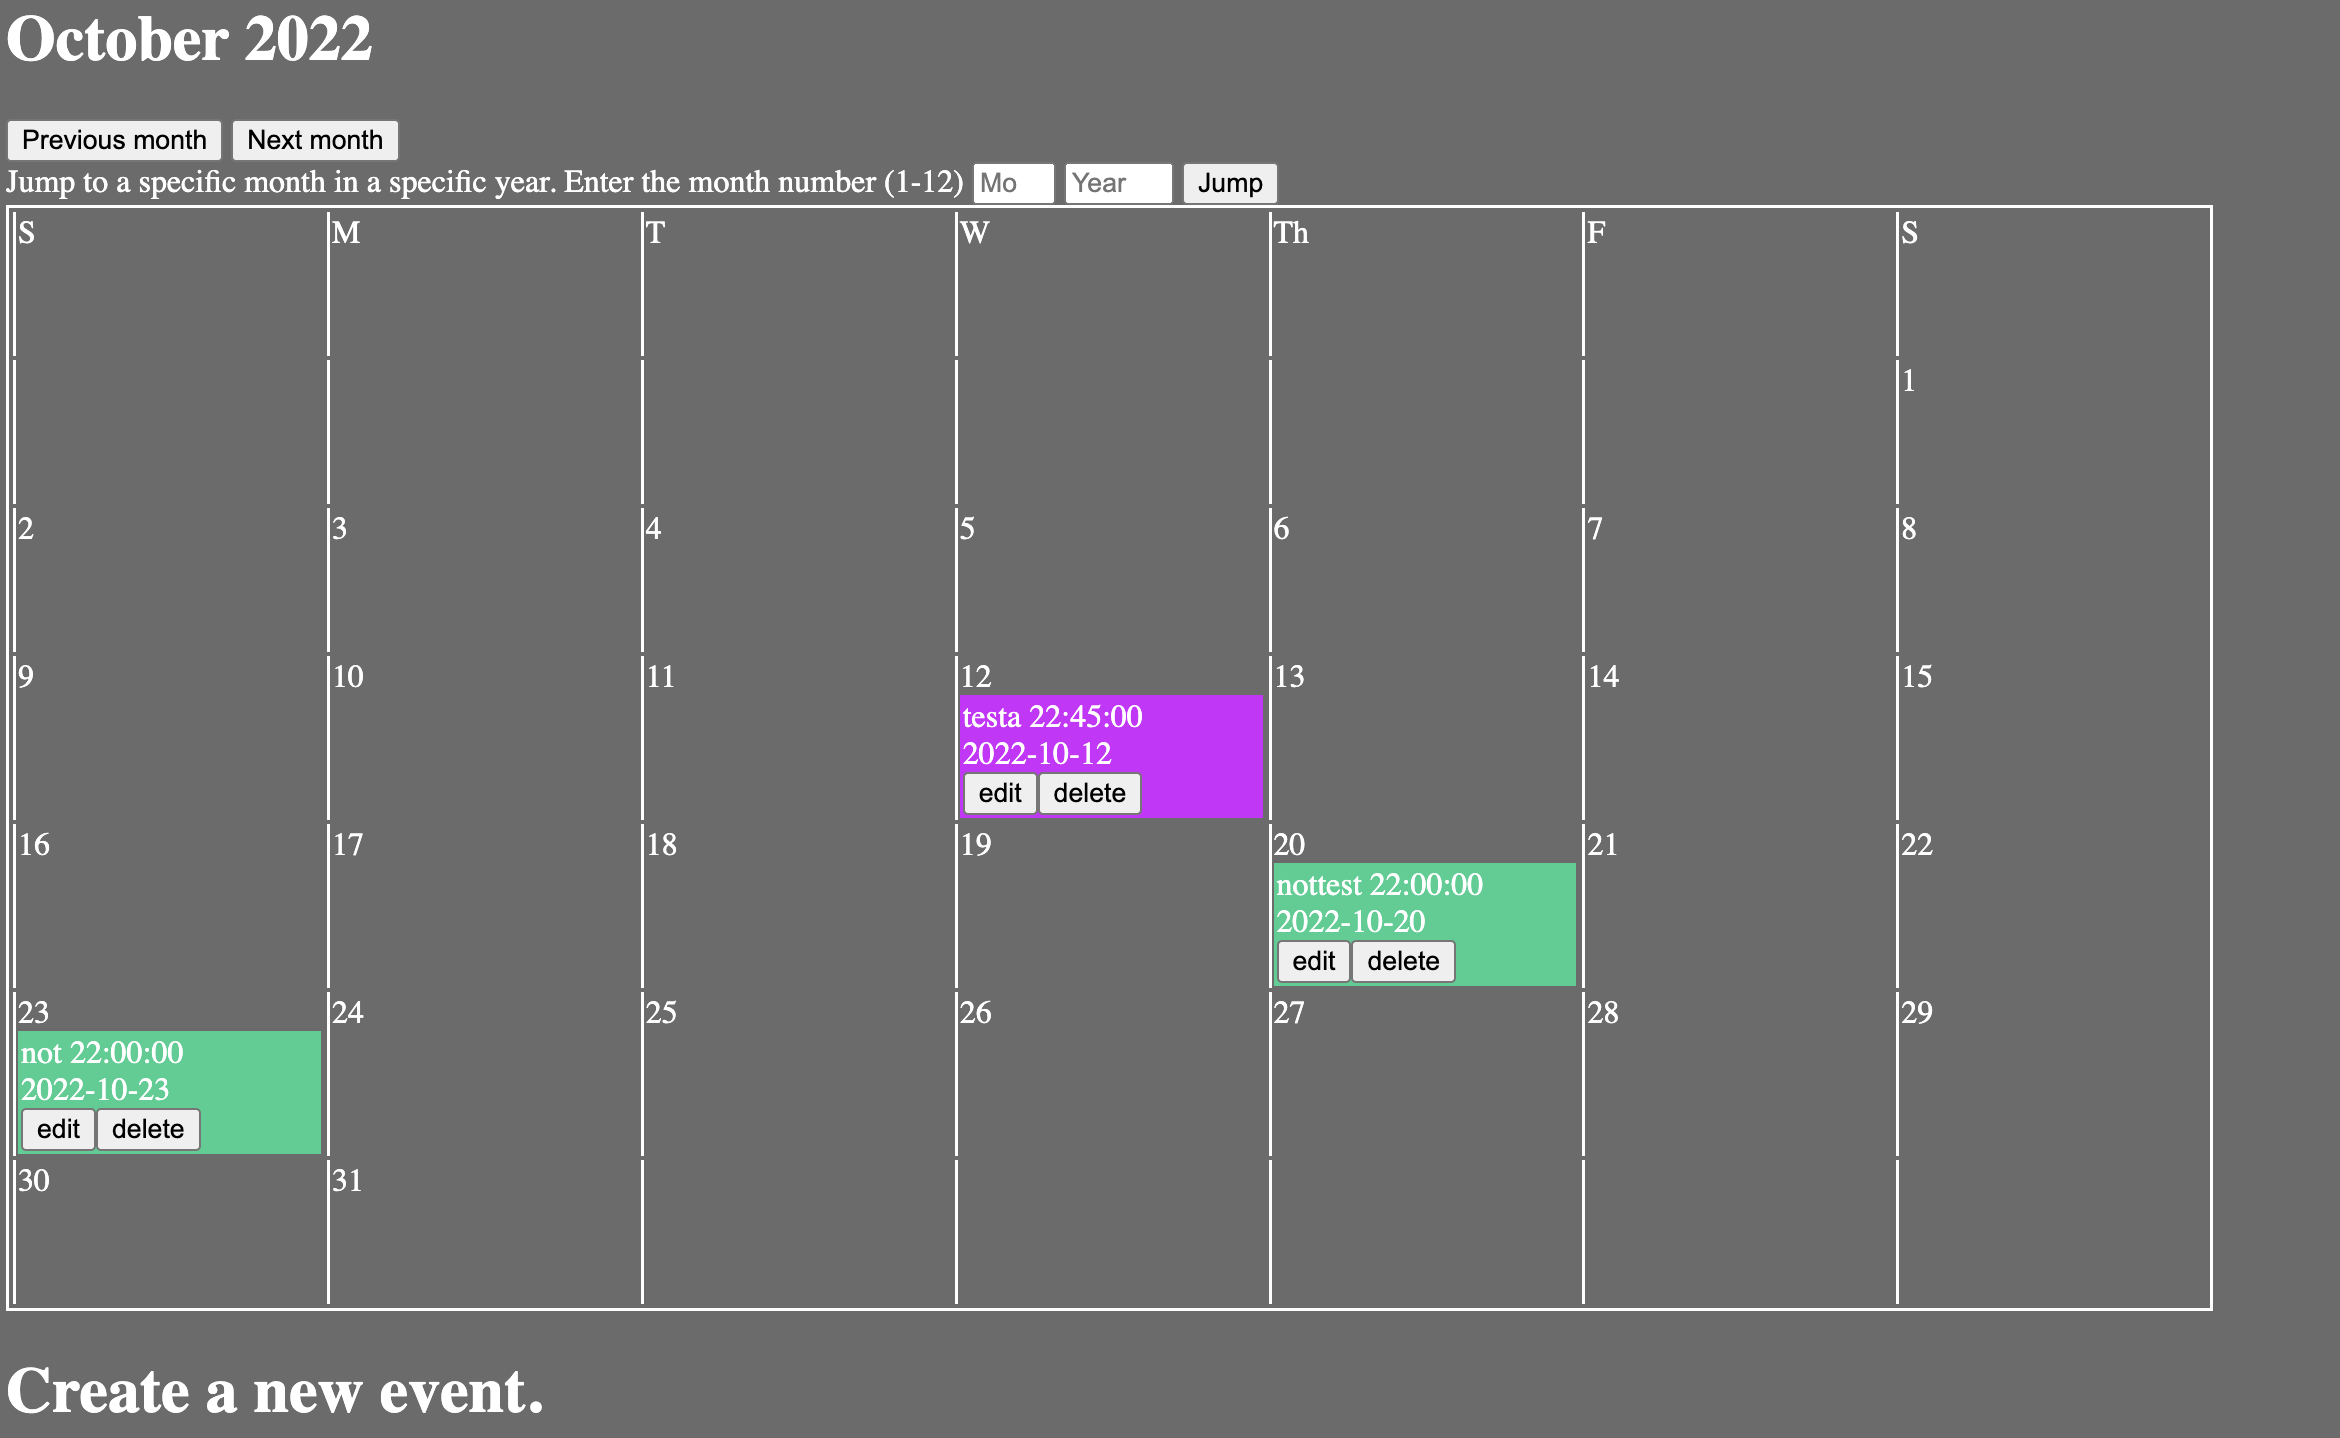 October 2022
Previous month Next month
Jump to a specific month in a specific year. Enter the month number (1-12) Mo Year Jump
S M T W Th F S
1
2 3 4 5 6 7 8
9 10 11 12 13 14 15
testa 22:45:00
2022-10-12
edit delete
16 17 18 19 20 21 22
nottest 22:00:00
2022-10-20
edit delete
23 24 25 26 27 28 29
not 22:00:00
2022-10-23
edit delete
30 31
Create a new event.